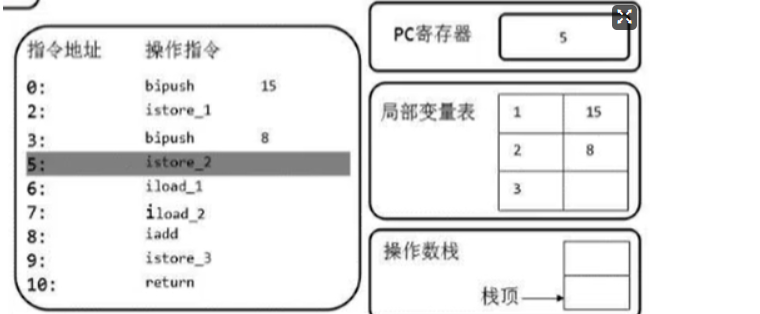 指令地址 操作指令
0: bipush 15
2: istore_1
3: bipush 8
5: istore_2
6: iload_1
7: iload_2
8: iadd
9: istore_3
10: return
PC寄存器 5
局部变量表 1 15
2 8
3
操作数栈
栈顶